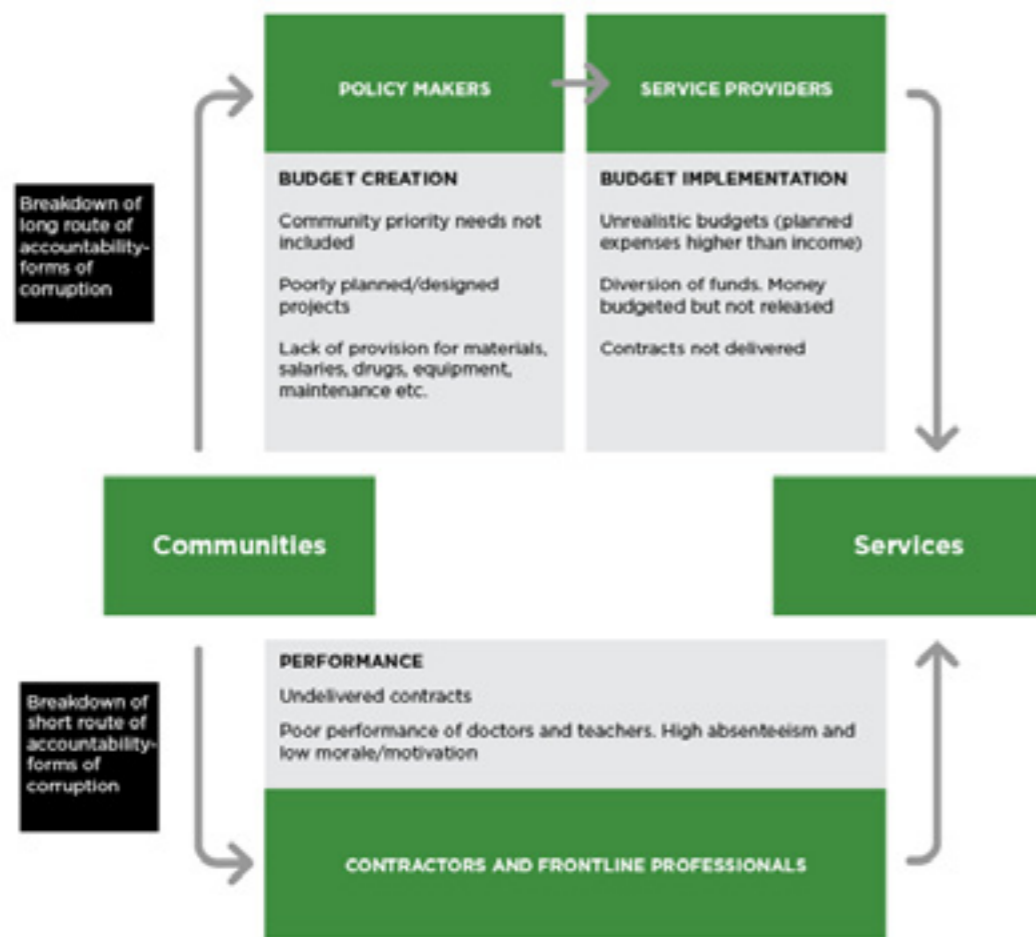 POLICY MAKERS
SERVICE PROVIDERS
Breakdown of
long route of
accountability-
forms of
corruption
BUDGET CREATION
Community priority needs not
included
Poorly planned/designed
projects
Lack of provision for materials,
salaries, drugs, equipment,
maintenance etc.
BUDGET IMPLEMENTATION
Unrealistic budgets (planned
expenses higher than income)
Diversion of funds. Money
budgeted but not released
Contracts not delivered
Communities
Services
Breakdown of
short route of
accountability-
forms of
corruption
PERFORMANCE
Undelivered contracts
Poor performance of doctors and teachers. High absenteeism and
low morale/motivation
CONTRACTORS AND FRONTLINE PROFESSIONALS